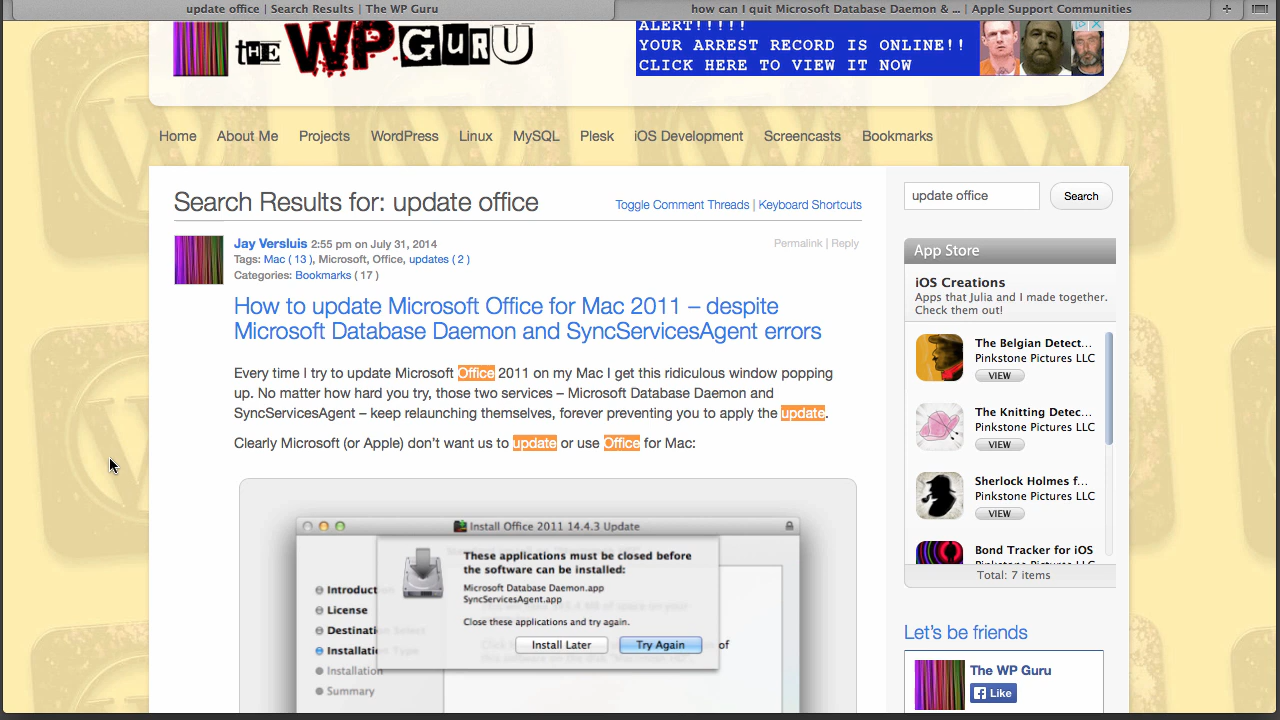 update office | Search Results | The WP Guru
how can I quit Microsoft Database Daemon & ... | Apple Support Communities
THE WP GURU
ALERT!!!!!
YOUR ARREST RECORD IS ONLINE!!
CLICK HERE TO VIEW IT NOW
Home About Me Projects WordPress Linux MySQL Plesk iOS Development Screencasts Bookmarks
Search Results for: update office
Toggle Comment Threads | Keyboard Shortcuts
Jay Versluis 2:55 pm on July 31, 2014
Permalink | Reply
Tags: Mac ( 13 ), Microsoft, Office, updates ( 2 )
Categories: Bookmarks ( 17 )
How to update Microsoft Office for Mac 2011 – despite
Microsoft Database Daemon and SyncServicesAgent errors
Every time I try to update Microsoft Office 2011 on my Mac I get this ridiculous window popping
up. No matter how hard you try, those two services – Microsoft Database Daemon and
SyncServicesAgent – keep relaunching themselves, forever preventing you to apply the update.
Clearly Microsoft (or Apple) don't want us to update or use Office for Mac:
Install Office 2011 14.4.3 Update
These applications must be closed before
the software can be installed:
Microsoft Database Daemon.app
SyncServicesAgent.app
Close these applications and try again.
Install Later Try Again
of
Introduct
License
Destinati
Installati
Installation
Summary
update office
Search
App Store
iOS Creations
Apps that Julia and I made together.
Check them out!
The Belgian Detect...
Pinkstone Pictures LLC
VIEW
The Knitting Detec...
Pinkstone Pictures LLC
VIEW
Sherlock Holmes f...
Pinkstone Pictures LLC
VIEW
Bond Tracker for iOS
Total: 7 items
Let's be friends
The WP Guru
Like